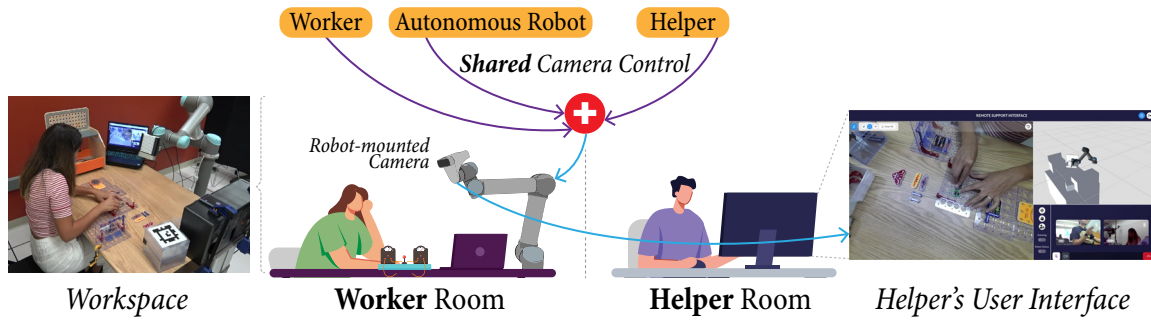 Worker
Autonomous Robot
Helper
Shared Camera Control
Robot-mounted
Camera
REMOTE SUPPORT INTERFACE
Workspace
Worker Room
Helper Room
Helper's User Interface